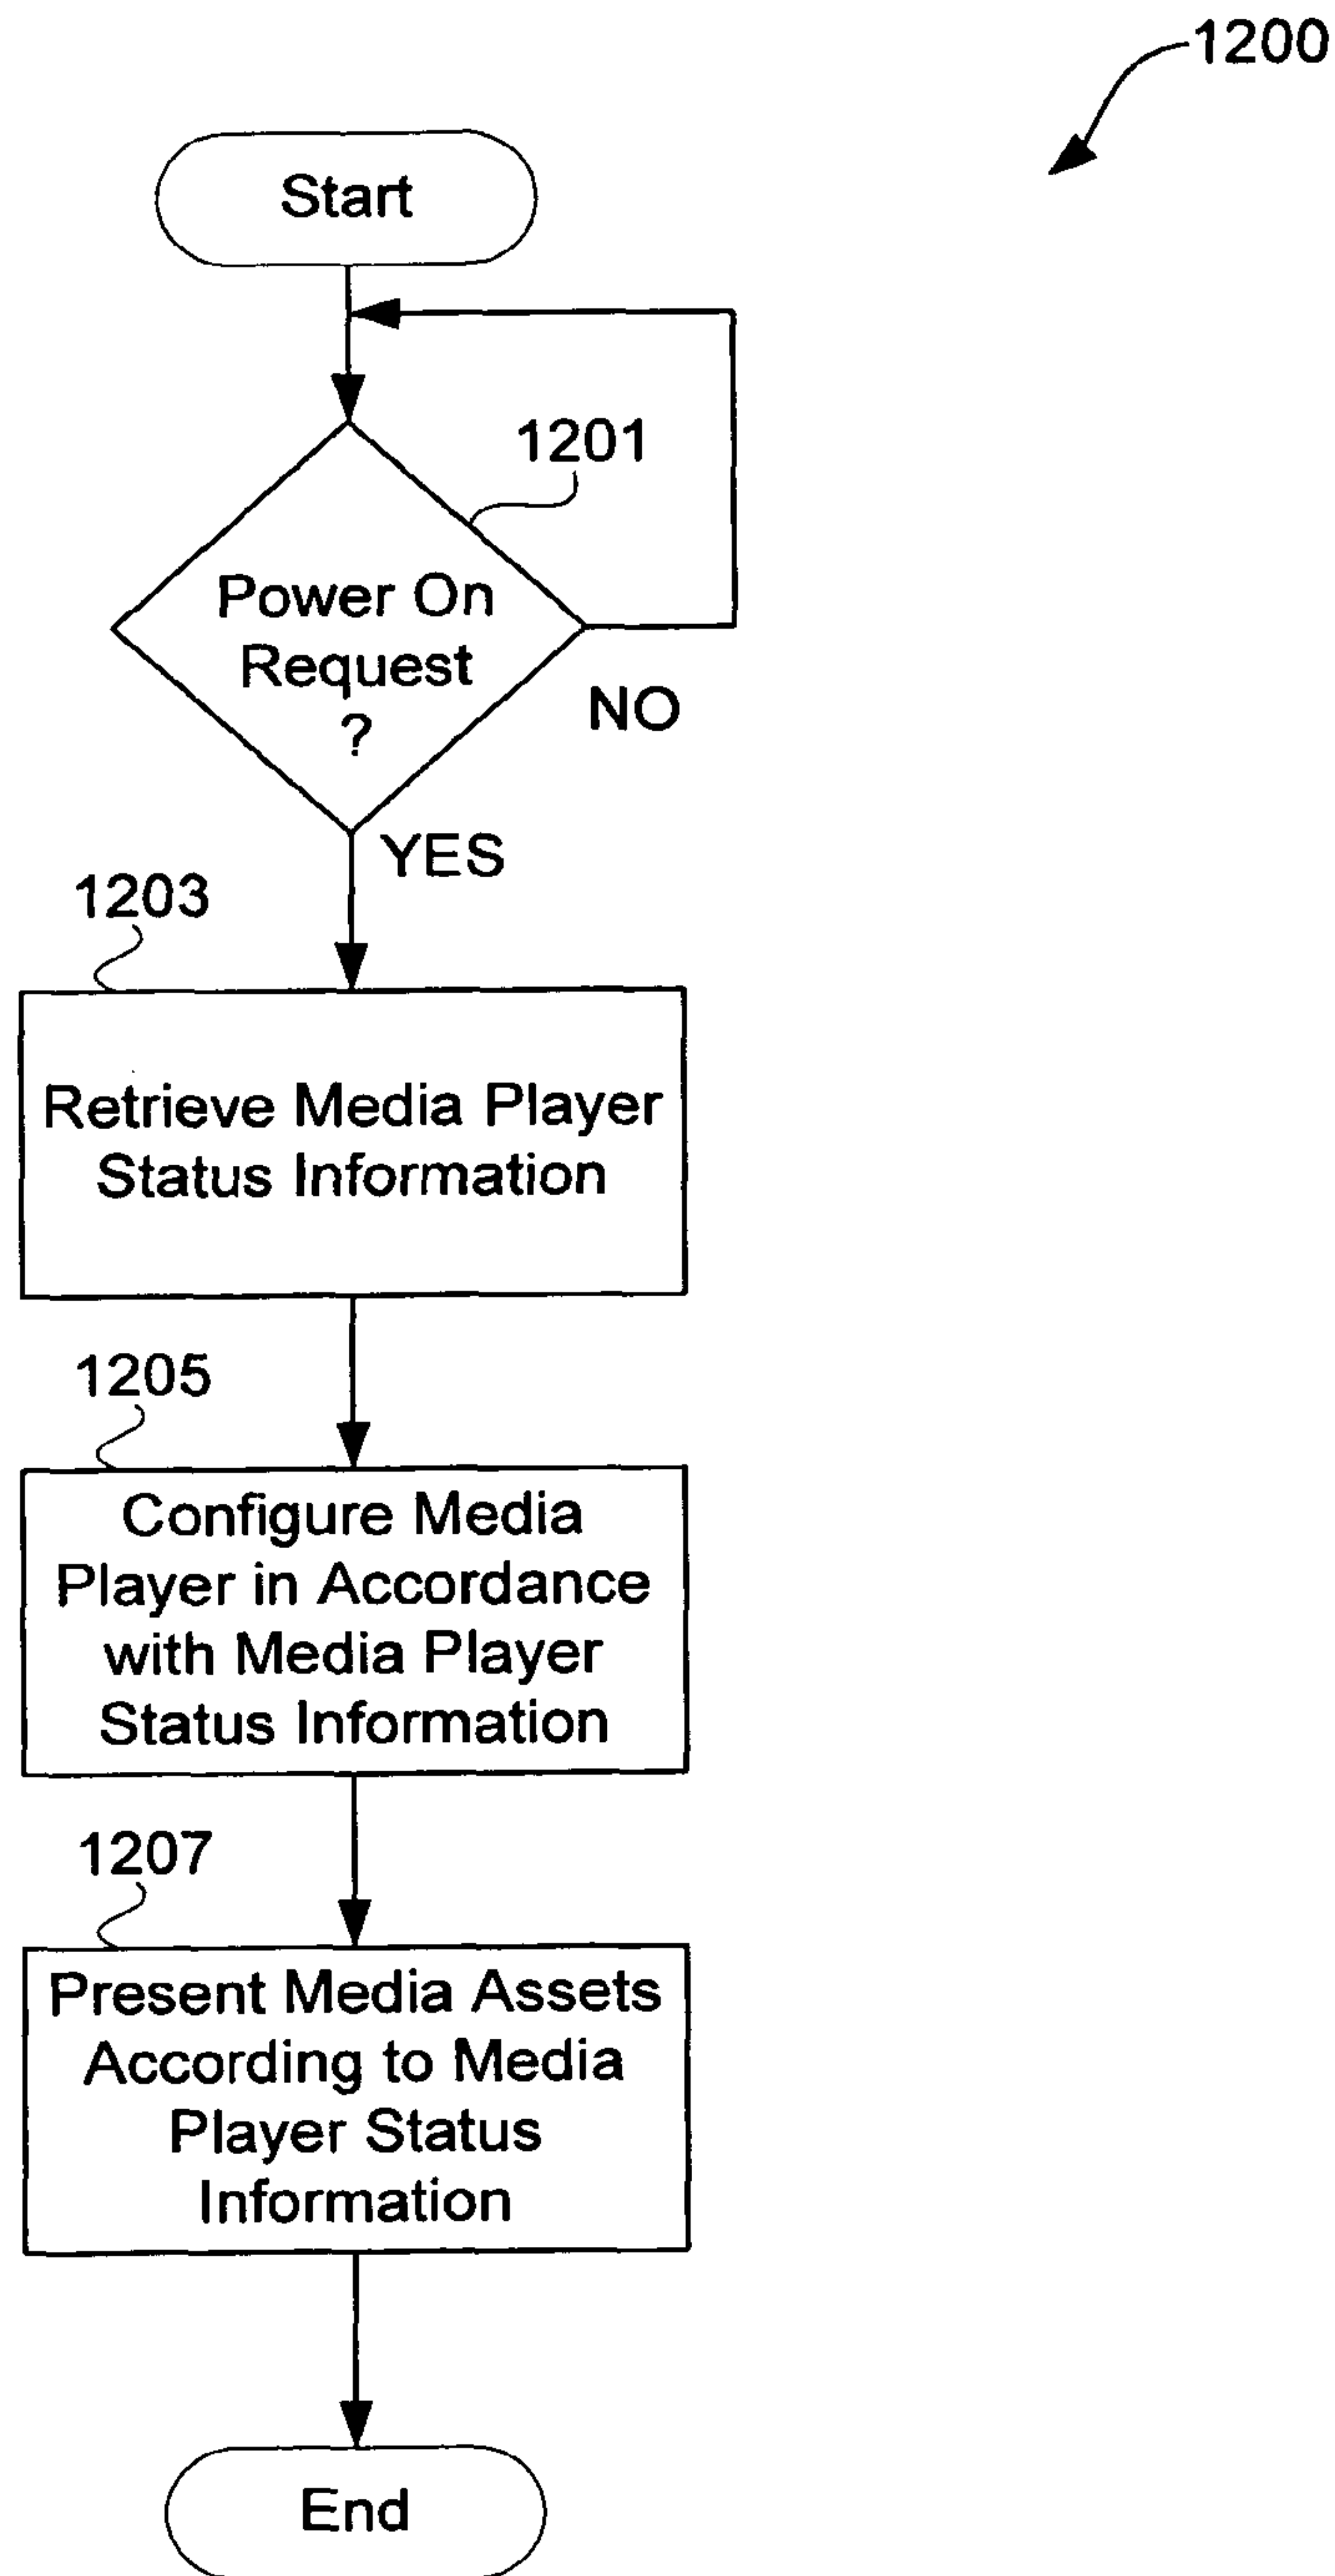 1200
Start
1201
Power On
Request
?
NO
YES
1203
Retrieve Media Player
Status Information
1205
Configure Media
Player in Accordance
with Media Player
Status Information
1207
Present Media Assets
According to Media
Player Status
Information
End